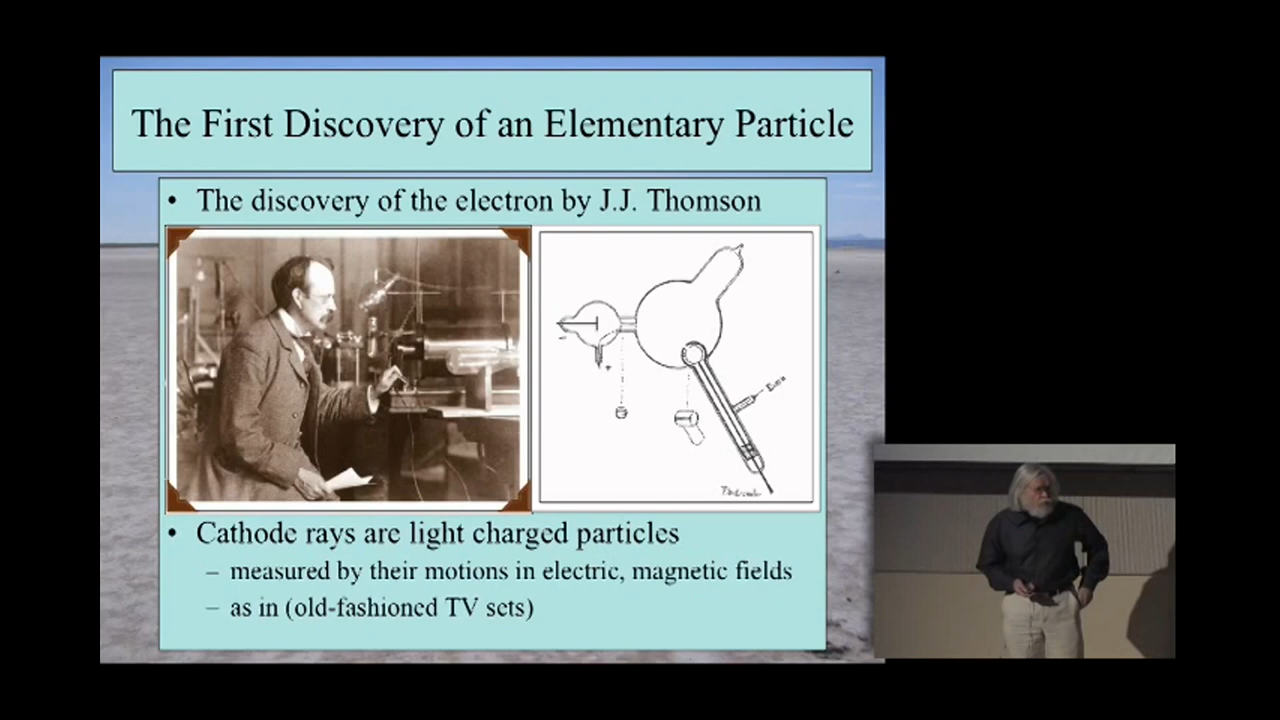 The First Discovery of an Elementary Particle
• The discovery of the electron by J.J. Thomson
• Cathode rays are light charged particles
– measured by their motions in electric, magnetic fields
– as in (old-fashioned TV sets)